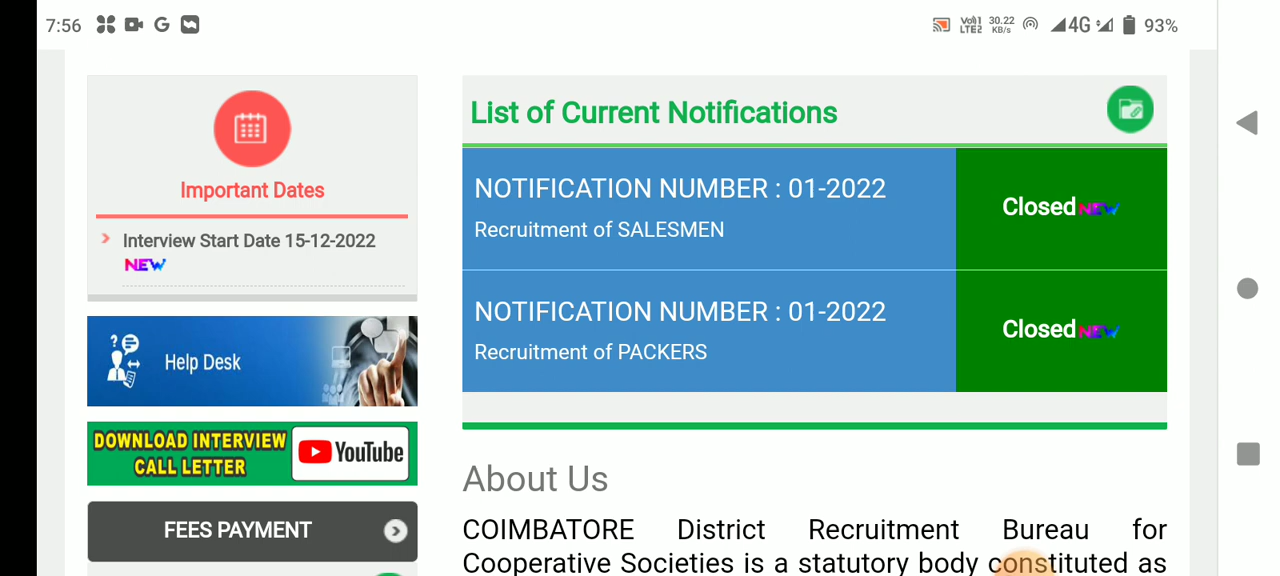 7:56
Vol1 LTE2
30.22 KB/s
4G
93%
Important Dates
Interview Start Date 15-12-2022
NEW
Help Desk
DOWNLOAD INTERVIEW
CALL LETTER
YouTube
FEES PAYMENT
List of Current Notifications
NOTIFICATION NUMBER : 01-2022
Recruitment of SALESMEN
Closed NEW
NOTIFICATION NUMBER : 01-2022
Recruitment of PACKERS
Closed NEW
About Us
COIMBATORE District Recruitment Bureau for
Cooperative Societies is a statutory body constituted as